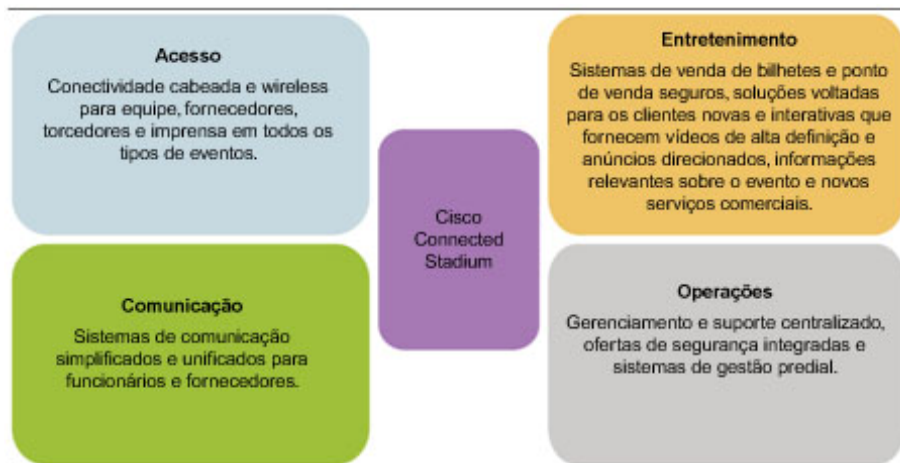 Acesso
Conectividade cabeada e wireless
para equipe, fornecedores,
torcedores e imprensa em todos os
tipos de eventos.
Entretenimento
Sistemas de venda de bilhetes e ponto
de venda seguros, soluções voltadas
para os clientes novas e interativas que
fornecem vídeos de alta definição e
anúncios direcionados, informações
relevantes sobre o evento e novos
serviços comerciais.
Cisco
Connected
Stadium
Comunicação
Sistemas de comunicação
simplificados e unificados para
funcionários e fornecedores.
Operações
Gerenciamento e suporte centralizado,
ofertas de segurança integradas e
sistemas de gestão predial.